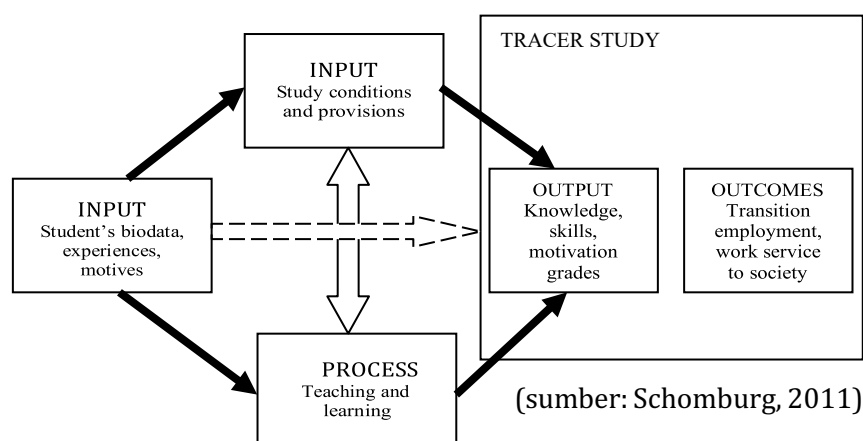 TRACER STUDY
INPUT
Study conditions
and provisions
INPUT
Student's biodata,
experiences,
motives
OUTPUT
Knowledge,
skills,
motivation
grades
OUTCOMES
Transition
employment,
work service
to society
PROCESS
Teaching and
learning
(sumber: Schomburg, 2011)